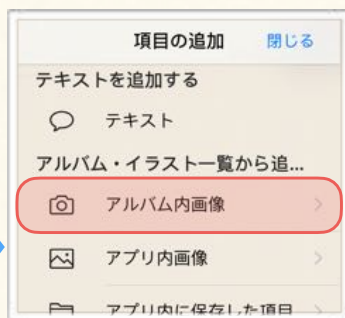 項目の追加 閉じる
テキストを追加する
テキスト
アルバム・イラスト一覧から追...
アルバム内画像
アプリ内画像
アプリ内に保存した項目